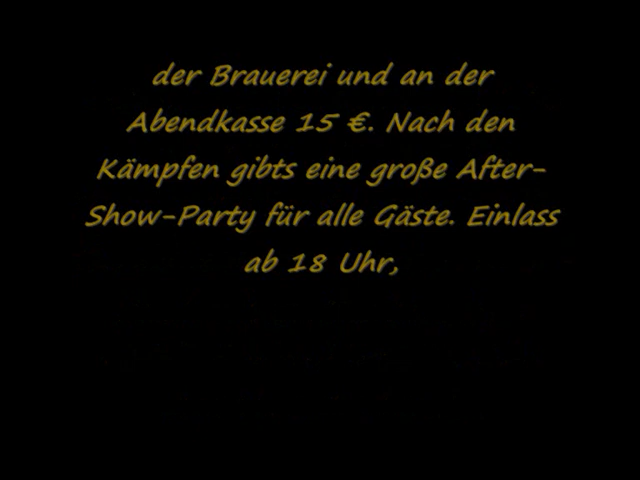 der Brauerei und an der
Abendkasse 15 €. Nach den
Kämpfen gibts eine große After-
Show-Party für alle Gäste. Einlass
ab 18 Uhr,